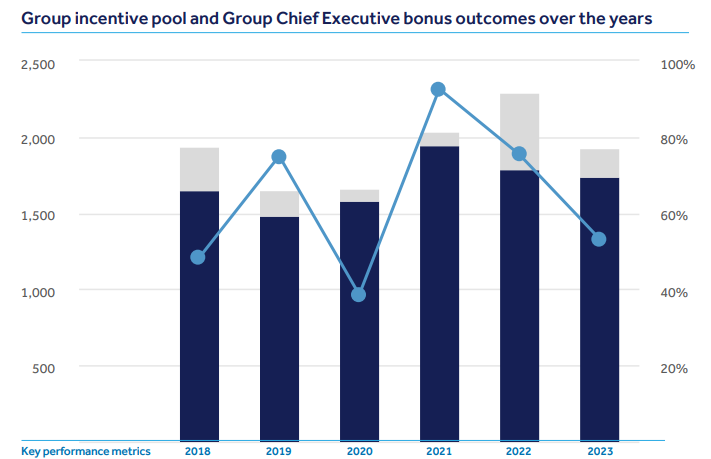 Group incentive pool and Group Chief Executive bonus outcomes over the years
2,500 100%
2,000 80%
1,500 60%
1,000 40%
500 20%
Key performance metrics 2018 2019 2020 2021 2022 2023